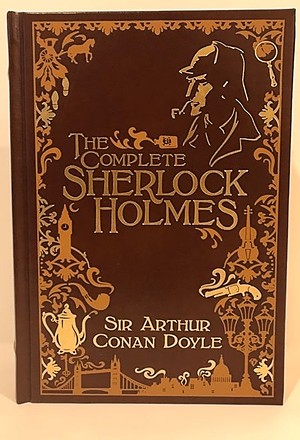 THE
COMPLETE
SHERLOCK
HOLMES
SIR ARTHUR
CONAN DOYLE